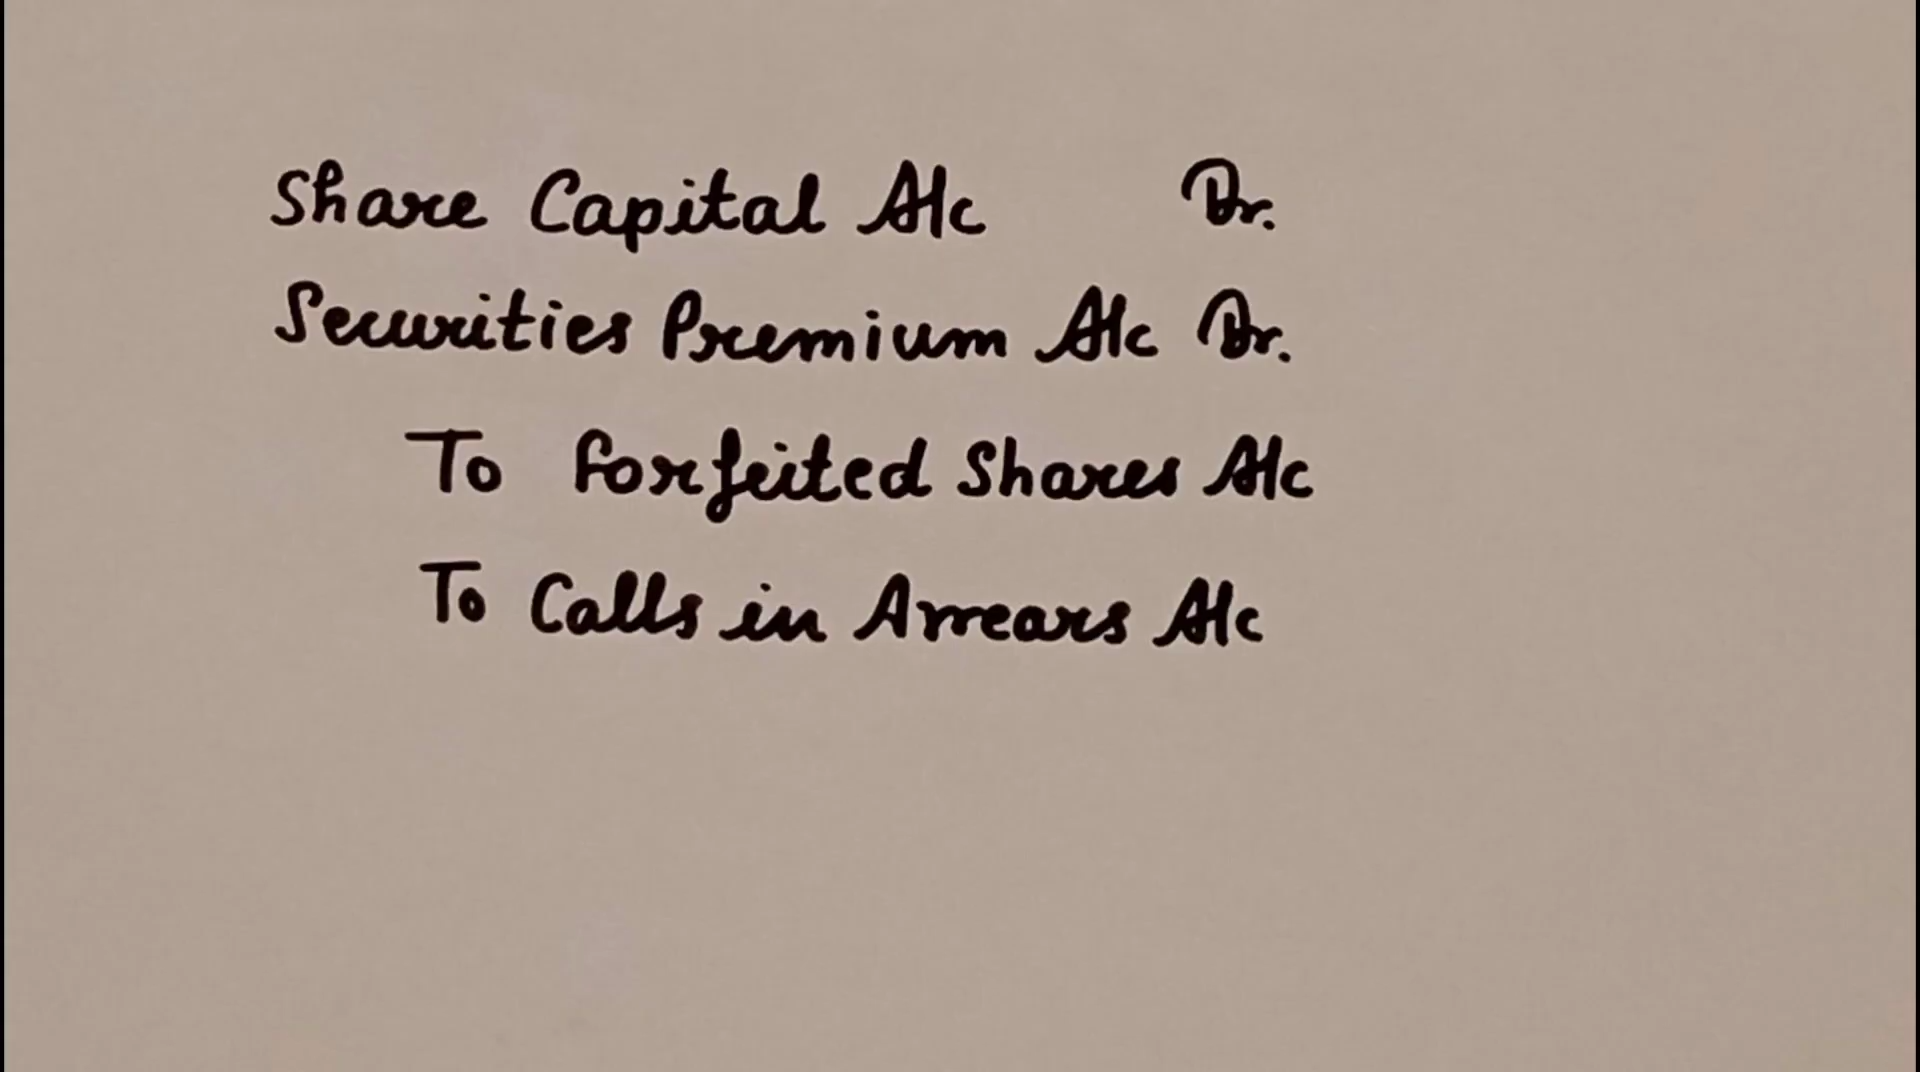 Share Capital A/c Dr.
Securities Premium A/c Dr.
To Forfeited Shares A/c
To Calls in Arrears A/c